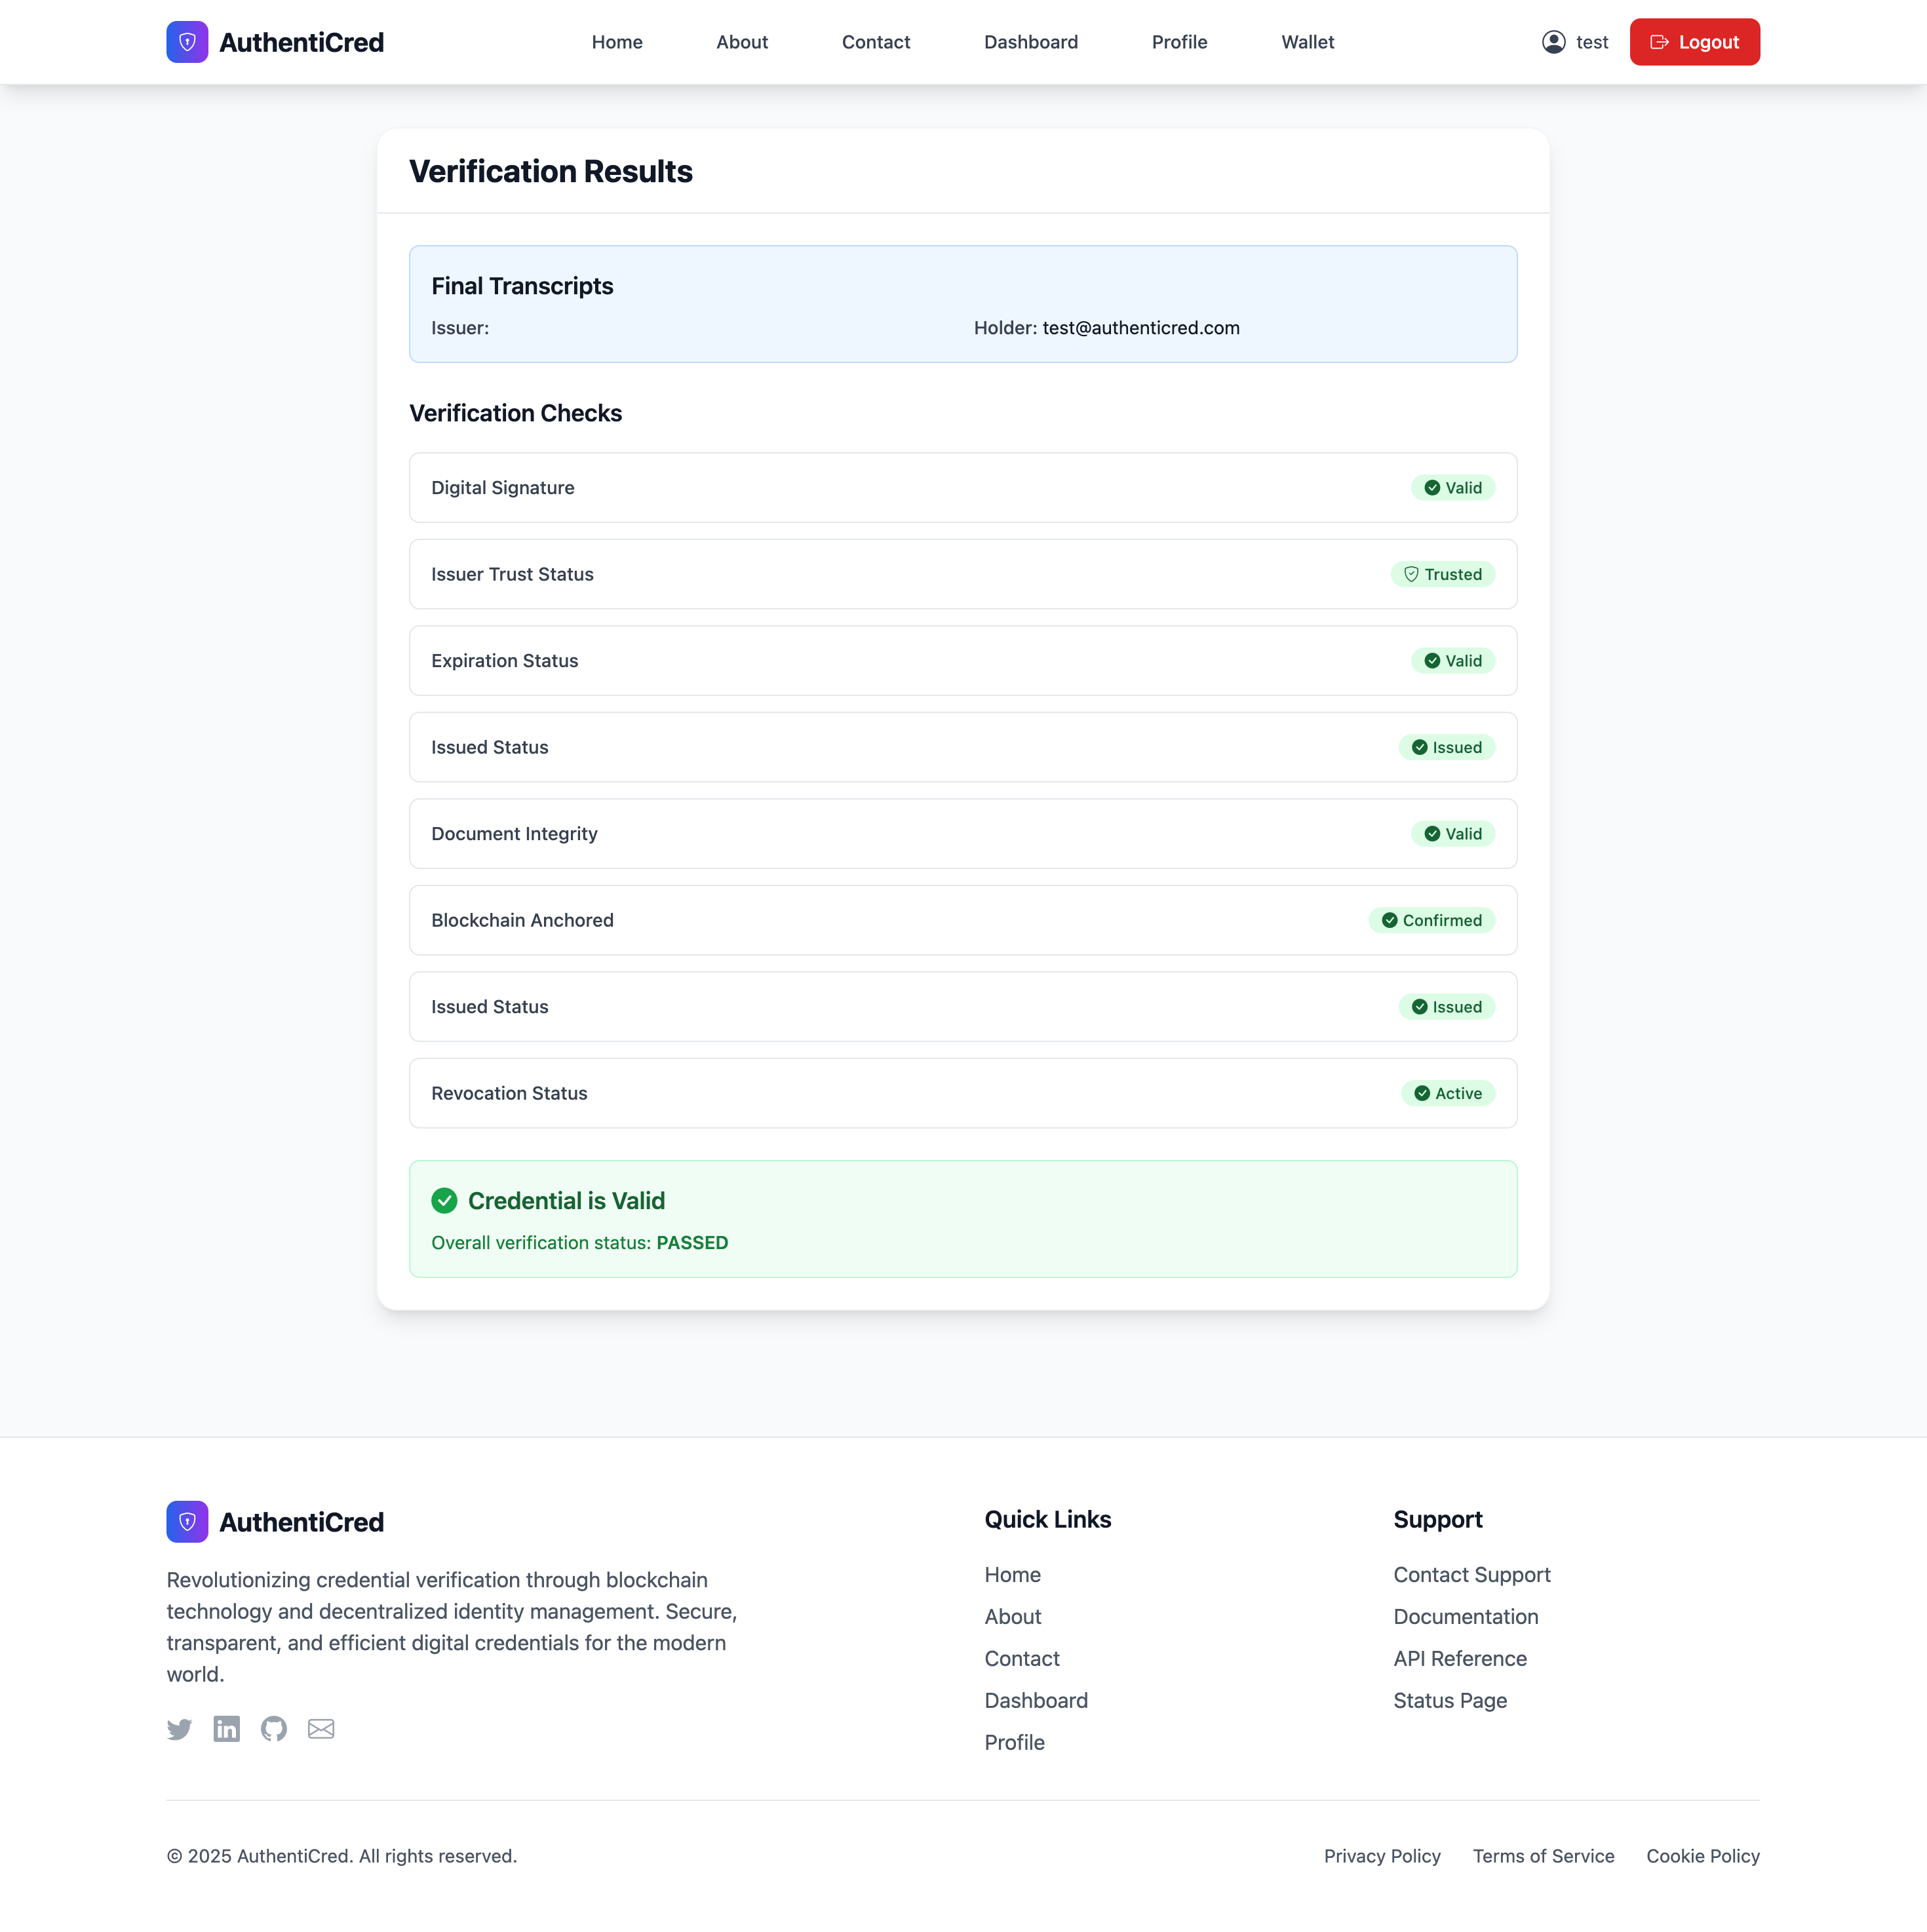 AuthentiCred
Home
About
Contact
Dashboard
Profile
Wallet
test
Logout
Verification Results
Final Transcripts
Issuer:
Holder: test@authenticred.com
Verification Checks
Digital Signature
Valid
Issuer Trust Status
Trusted
Expiration Status
Valid
Issued Status
Issued
Document Integrity
Valid
Blockchain Anchored
Confirmed
Issued Status
Issued
Revocation Status
Active
Credential is Valid
Overall verification status: PASSED
AuthentiCred
Revolutionizing credential verification through blockchain
technology and decentralized identity management. Secure,
transparent, and efficient digital credentials for the modern
world.
Quick Links
Home
About
Contact
Dashboard
Profile
Support
Contact Support
Documentation
API Reference
Status Page
© 2025 AuthentiCred. All rights reserved.
Privacy Policy
Terms of Service
Cookie Policy